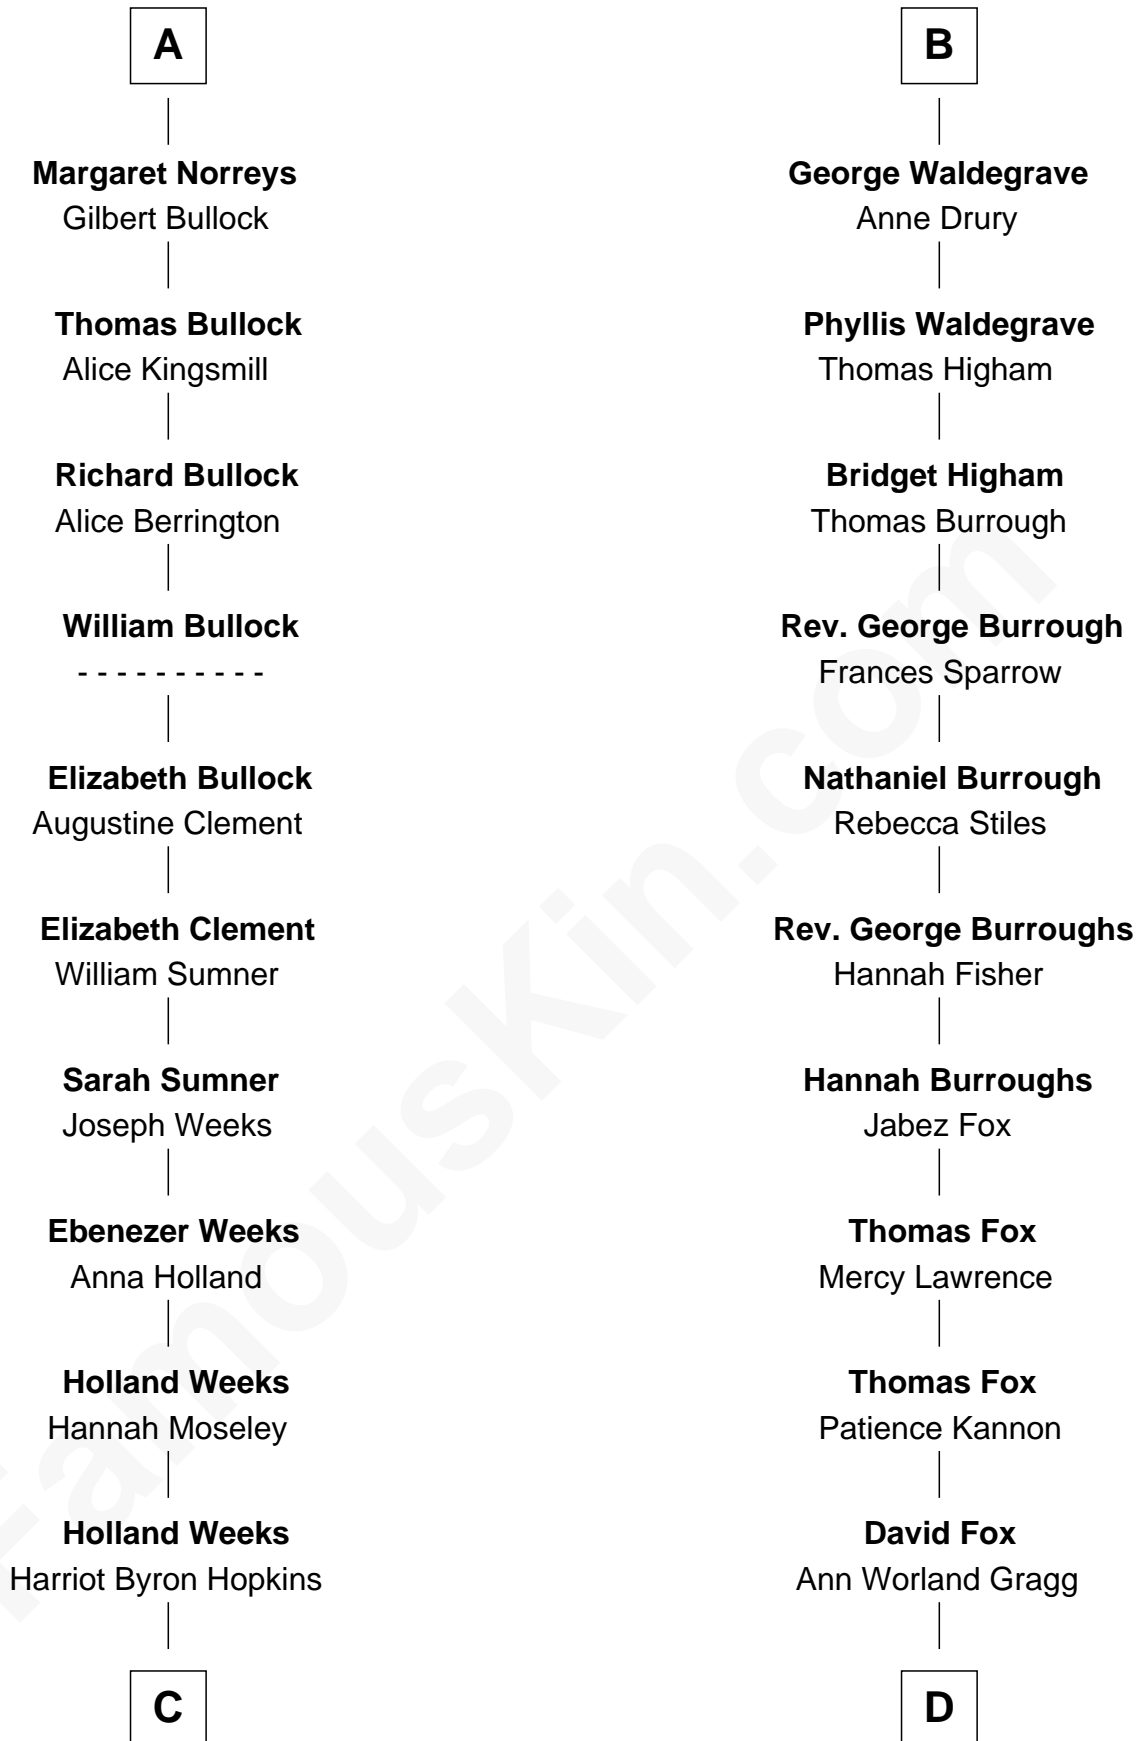 A
Margaret Norreys
Gilbert Bullock
Thomas Bullock
Alice Kingsmill
Richard Bullock
Alice Berrington
William Bullock
- - - - - - - - - -
Elizabeth Bullock
Augustine Clement
Elizabeth Clement
William Sumner
Sarah Sumner
Joseph Weeks
Ebenezer Weeks
Anna Holland
Holland Weeks
Hannah Moseley
Holland Weeks
Harriot Byron Hopkins
C
B
George Waldegrave
Anne Drury
Phyllis Waldegrave
Thomas Higham
Bridget Higham
Thomas Burrough
Rev. George Burrough
Frances Sparrow
Nathaniel Burrough
Rebecca Stiles
Rev. George Burroughs
Hannah Fisher
Hannah Burroughs
Jabez Fox
Thomas Fox
Mercy Lawrence
Thomas Fox
Patience Kannon
David Fox
Ann Worland Gragg
D
FamousKin.com